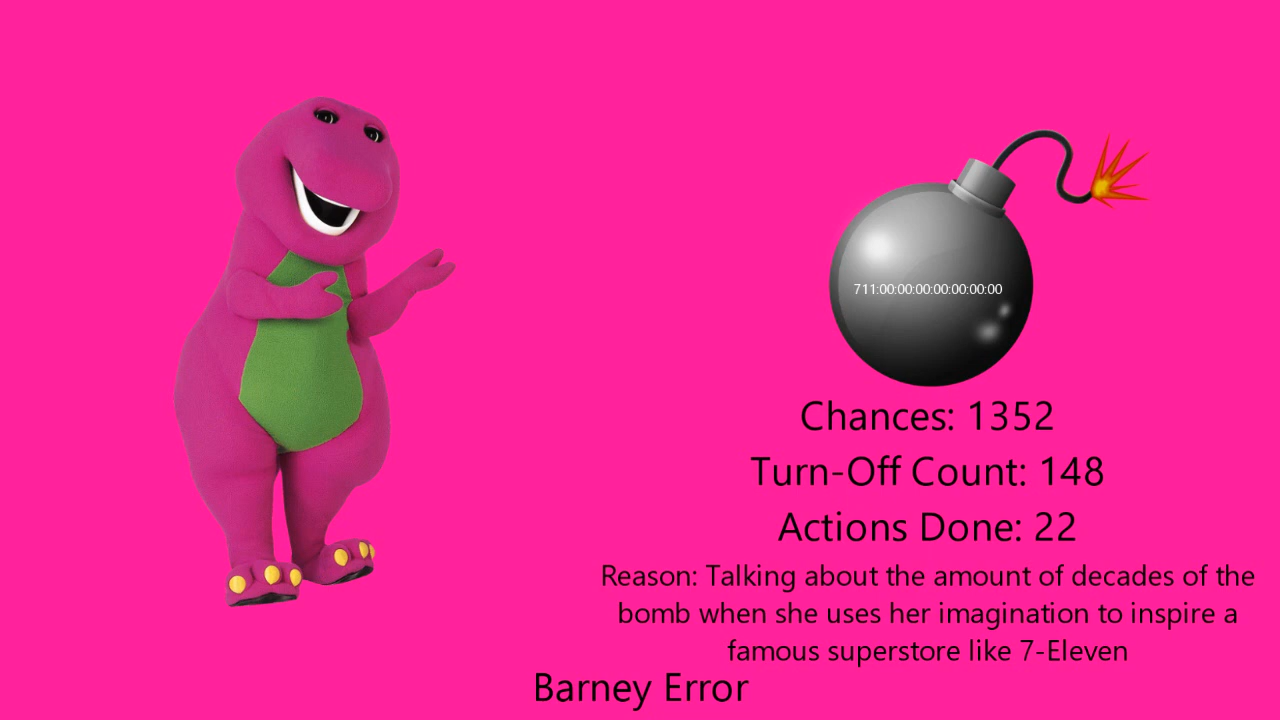 711:00:00:00:00:00:00:00:00
Chances: 1352
Turn-Off Count: 148
Actions Done: 22
Reason: Talking about the amount of decades of the
bomb when she uses her imagination to inspire a
famous superstore like 7-Eleven
Barney Error